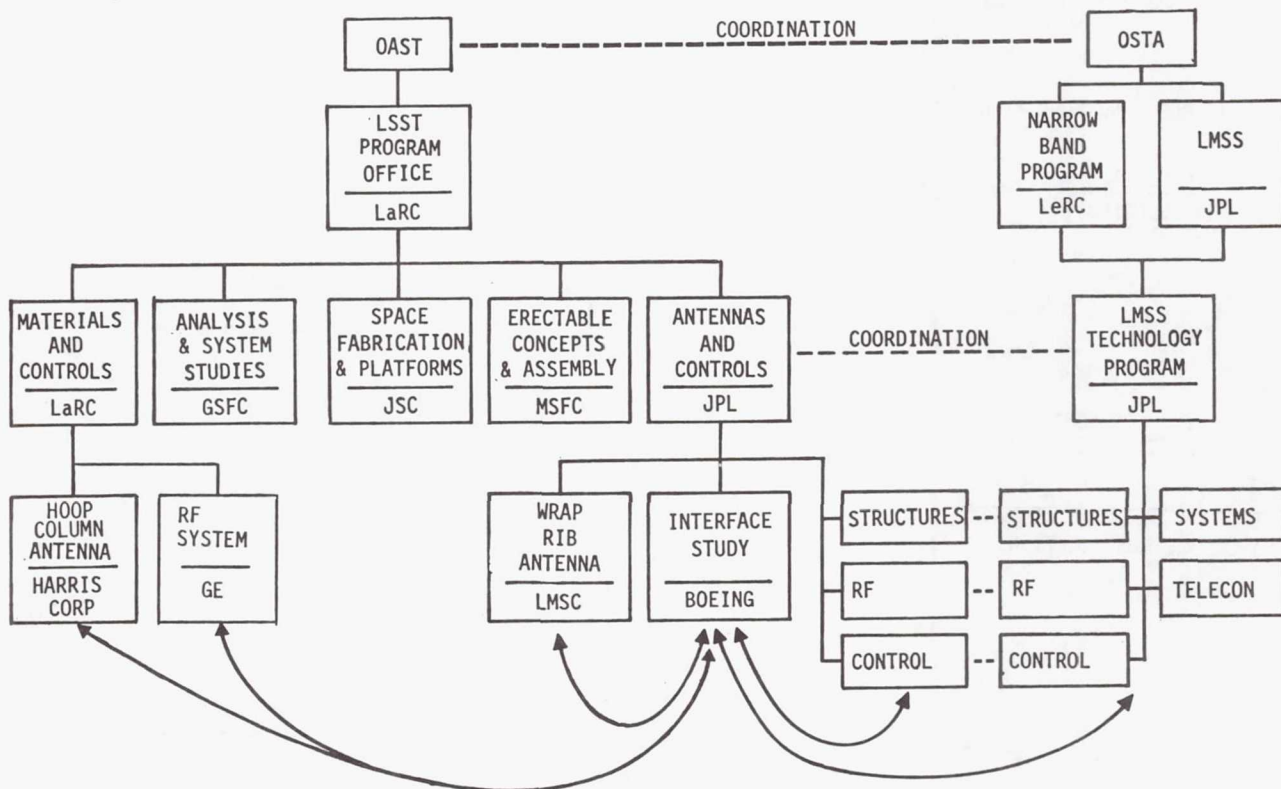 OAST
COORDINATION
OSTA
LSST
PROGRAM
OFFICE
LaRC
NARROW
BAND
PROGRAM
LeRC
LMSS
JPL
MATERIALS
AND
CONTROLS
LaRC
ANALYSIS
& SYSTEM
STUDIES
GSFC
SPACE
FABRICATION
& PLATFORMS
JSC
ERECTABLE
CONCEPTS
& ASSEMBLY
MSFC
ANTENNAS
AND
CONTROLS
JPL
COORDINATION
LMSS
TECHNOLOGY
PROGRAM
JPL
HOOP
COLUMN
ANTENNA
HARRIS
CORP
RF
SYSTEM
GE
WRAP
RIB
ANTENNA
LMSC
INTERFACE
STUDY
BOEING
STRUCTURES
STRUCTURES
SYSTEMS
RF
RF
TELECON
CONTROL
CONTROL